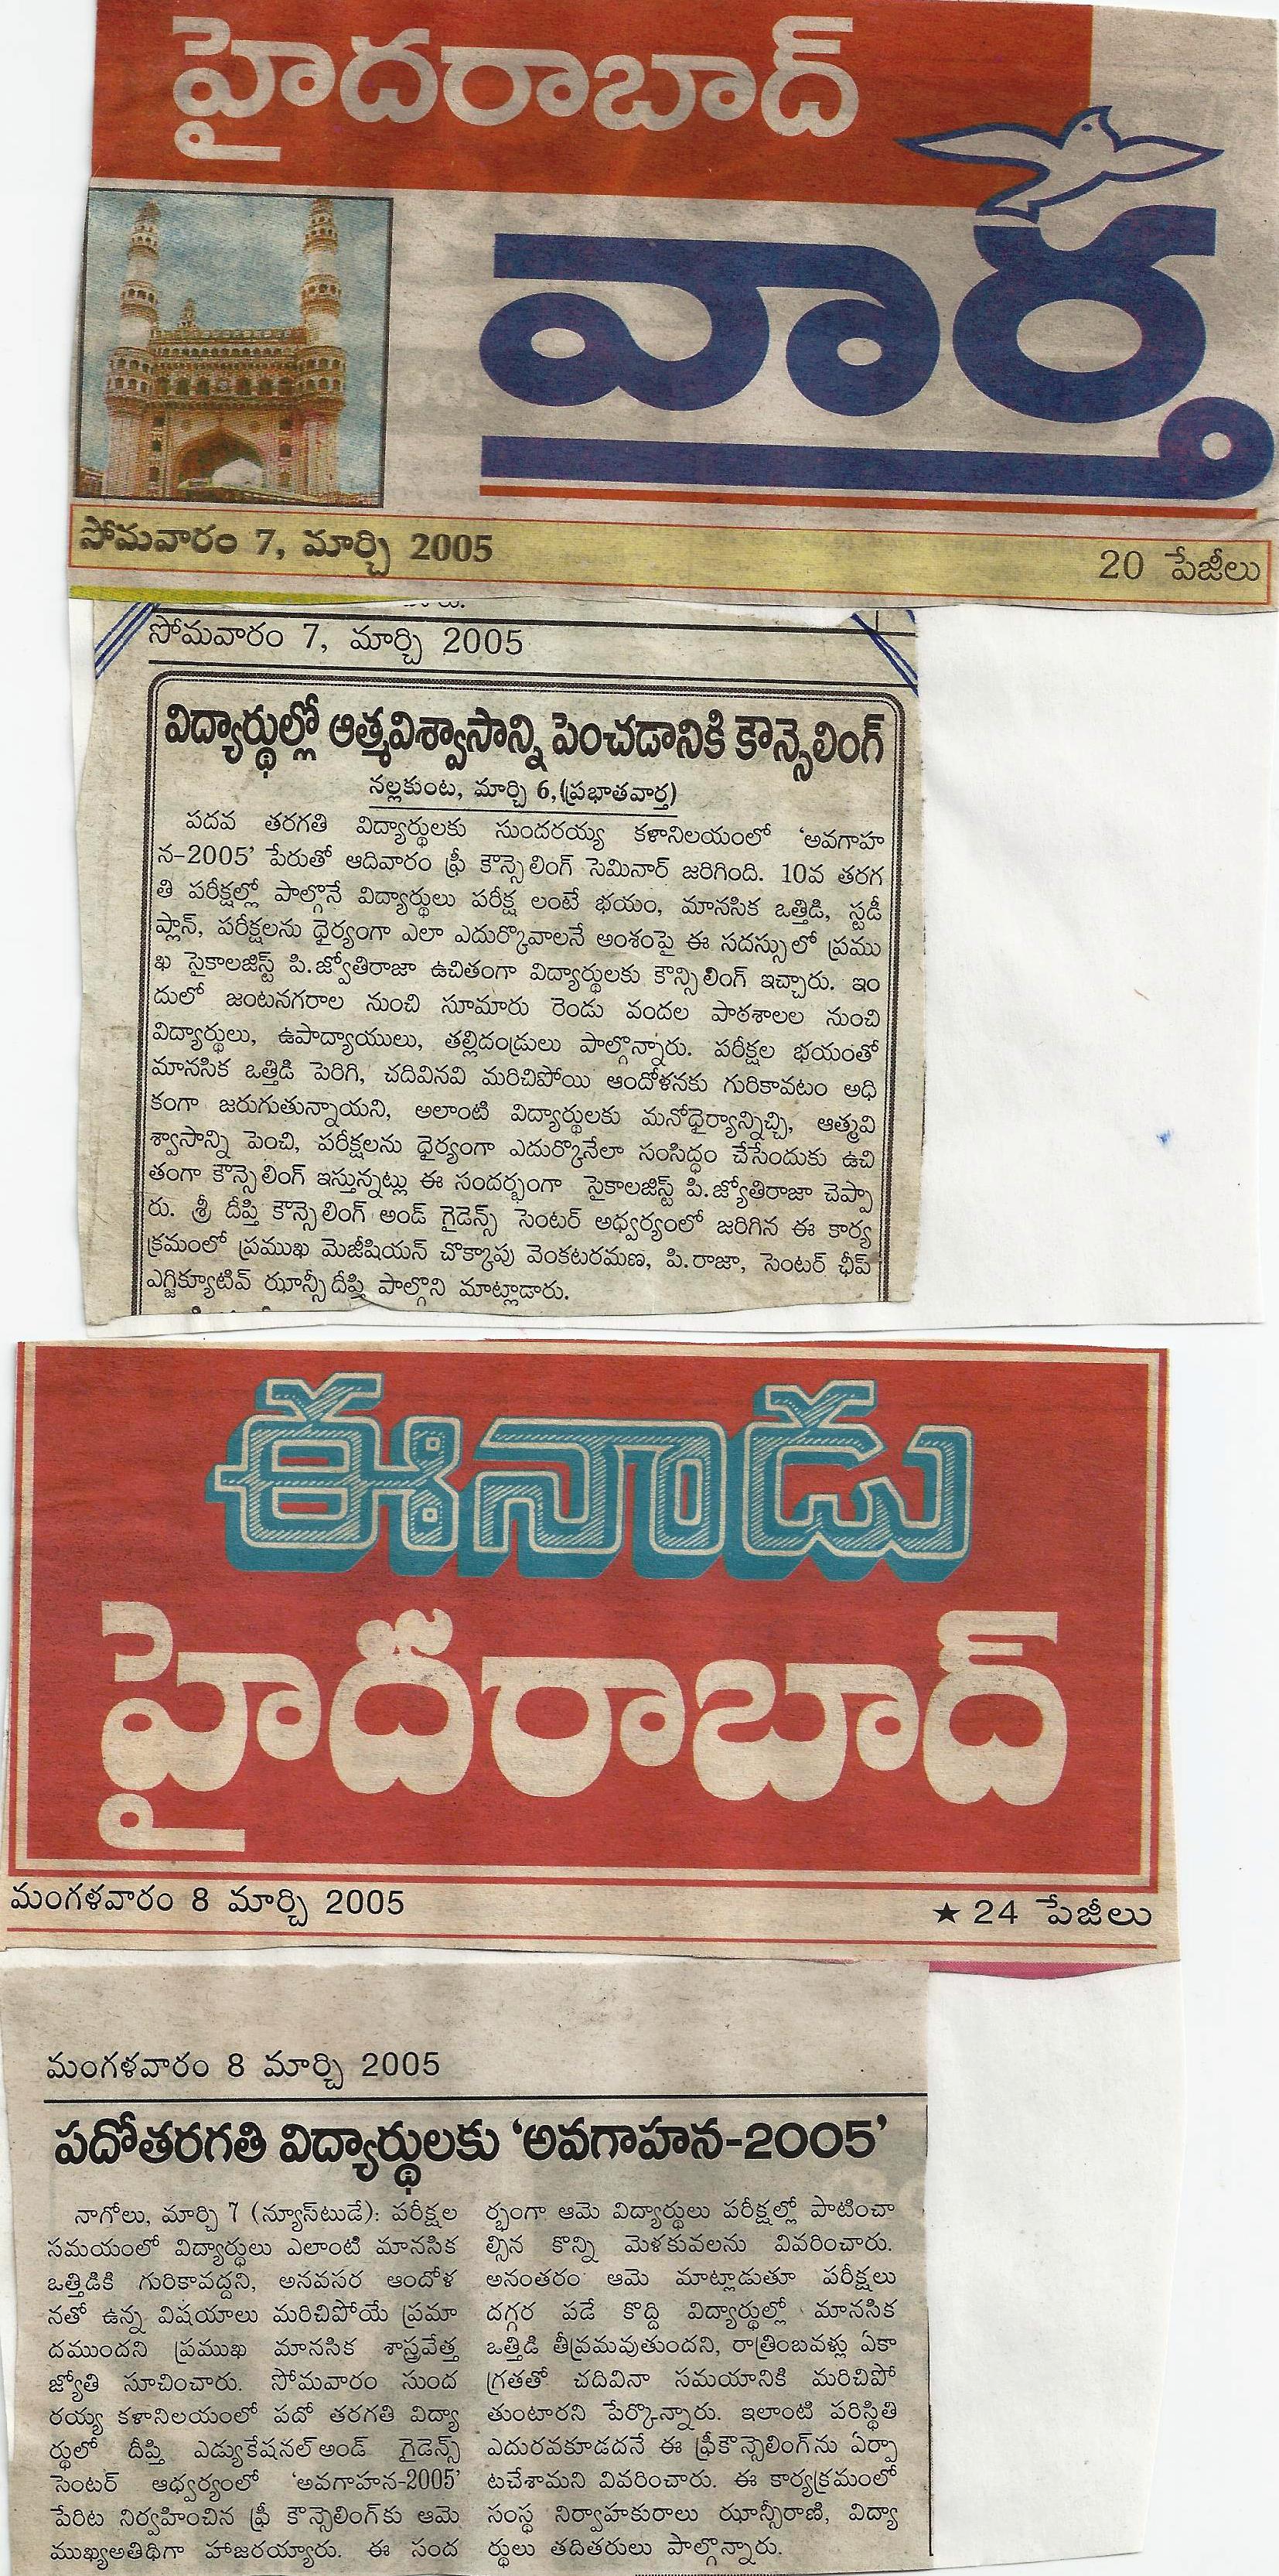 హైదరాబాద్
వార్త
సోమవారం 7, మార్చి 2005
20 పేజీలు
సోమవారం 7, మార్చి 2005
విద్యార్థుల్లో ఆత్మవిశ్వాసాన్ని పెంచడానికి కౌన్సెలింగ్
నల్లకుంట, మార్చి 6,(ప్రభాతవార్త)
పదవ తరగతి విద్యార్థులకు సుందరయ్య కళానిలయంలో ‘అవగాహ
న-2005’ పేరుతో ఆదివారం ఫ్రీ కౌన్సెలింగ్ సెమినార్ జరిగింది. 10వ తరగ
తి పరీక్షల్లో పాల్గొనే విద్యార్థులు పరీక్ష లంటే భయం, మానసిక ఒత్తిడి, స్టడీ
ప్లాన్, పరీక్షలను ధైర్యంగా ఎలా ఎదుర్కోవాలనే అంశంపై ఈ సదస్సులో ప్రము
ఖ సైకాలజిస్ట్ పి.జ్యోతిరాజా ఉచితంగా విద్యార్థులకు కౌన్సిలింగ్ ఇచ్చారు. ఇం
దులో జంటనగరాల నుంచి సూమారు రెండు వందల పాఠశాలల నుంచి
విద్యార్థులు, ఉపాధ్యాయులు, తల్లిదండ్రులు పాల్గొన్నారు. పరీక్షల భయంతో
మానసిక ఒత్తిడి పెరిగి, చదివినవి మరిచిపోయి ఆందోళనకు గురికావటం అధి
కంగా జరుగుతున్నాయని, అలాంటి విద్యార్థులకు మనోధైర్యాన్నిచ్చి, ఆత్మవి
శ్వాసాన్ని పెంచి, పరీక్షలను ధైర్యంగా ఎదుర్కొనేలా సంసిద్ధం చేసేందుకు ఉచి
తంగా కౌన్సెలింగ్ ఇస్తున్నట్లు ఈ సందర్భంగా సైకాలజిస్ట్ పి.జ్యోతిరాజా చెప్పా
రు. శ్రీ దీప్తి కౌన్సెలింగ్ అండ్ గైడెన్స్ సెంటర్ అధ్వర్యంలో జరిగిన ఈ కార్య
క్రమంలో ప్రముఖ మెజీషియన్ చొక్కాపు వెంకటరమణ, పి.రాజా, సెంటర్ ఛీప్
ఎగ్జిక్యూటివ్ ఝాన్సీదీప్తి పాల్గొని మాట్లాడారు.
ఈనాడు
హైదరాబాద్
మంగళవారం 8 మార్చి 2005
★ 24 పేజీలు
మంగళవారం 8 మార్చి 2005
పదోతరగతి విద్యార్థులకు ‘అవగాహన-2005’
నాగోలు, మార్చి 7 (న్యూస్‌టుడే): పరీక్షల
సమయంలో విద్యార్థులు ఎలాంటి మానసిక
ఒత్తిడికి గురికావద్దని, అనవసర ఆందోళ
నతో ఉన్న విషయాలు మరిచిపోయే ప్రమా
దముందని ప్రముఖ మానసిక శాస్త్రవేత్త
జ్యోతి సూచించారు. సోమవారం సుంద
రయ్య కళానిలయంలో పదో తరగతి విద్యా
ర్థులో దీప్తి ఎడ్యుకేషనల్ అండ్ గైడెన్స్
సెంటర్ ఆధ్వర్యంలో ‘అవగాహన-2005’
పేరిట నిర్వహించిన ఫ్రీ కౌన్సెలింగ్‌కు ఆమె
ముఖ్యఅతిథిగా హాజరయ్యారు. ఈ సంద
ర్భంగా ఆమె విద్యార్థులు పరీక్షల్లో పాటించా
ల్సిన కొన్ని మెళకువలను వివరించారు.
అనంతరం ఆమె మాట్లాడుతూ పరీక్షలు
దగ్గర పడే కొద్ది విద్యార్థుల్లో మానసిక
ఒత్తిడి తీవ్రమవుతుందని, రాత్రింబవళ్లు ఏకా
గ్రతతో చదివినా సమయానికి మరిచిపో
తుంటారని పేర్కొన్నారు. ఇలాంటి పరిస్థితి
ఎదురవకూడదనే ఈ ఫ్రీకౌన్సెలింగ్‌ను ఏర్పా
టుచేశామని వివరించారు. ఈ కార్యక్రమంలో
సంస్థ నిర్వాహకురాలు ఝాన్సీరాణి, విద్యా
ర్థులు తదితరులు పాల్గొన్నారు.